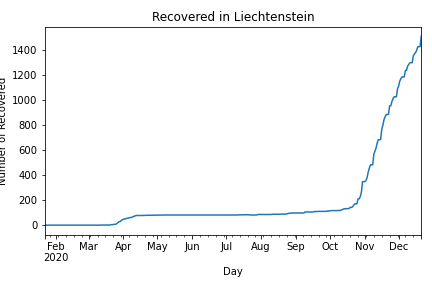 Recovered in Liechtenstein
Number of Recovered
1400
1200
1000
800
600
400
200
0
Feb Mar Apr May Jun Jul Aug Sep Oct Nov Dec
2020
Day